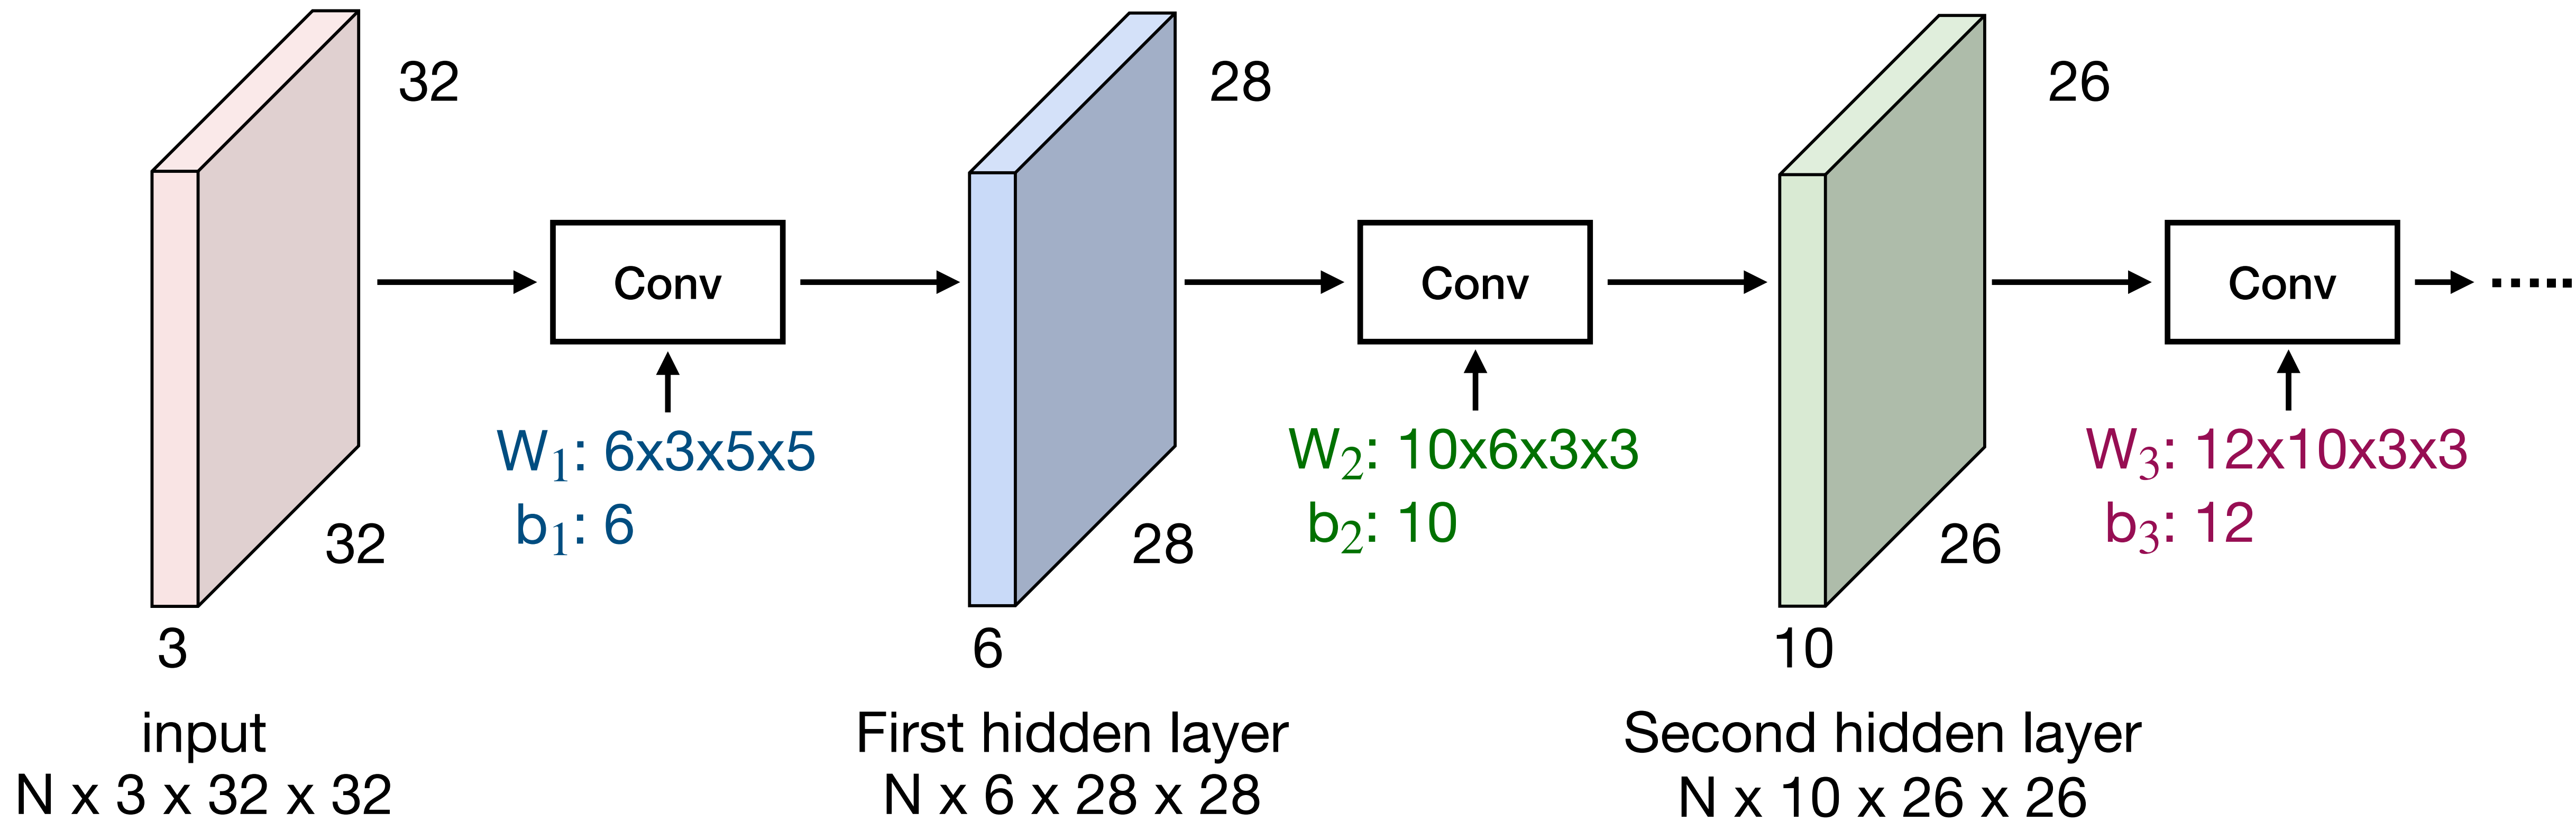 32
28
26
Conv
Conv
Conv
.....
W₁: 6x3x5x5
W₂: 10x6x3x3
W₃: 12x10x3x3
b₁: 6
b₂: 10
b₃: 12
32
28
26
3
6
10
input
First hidden layer
Second hidden layer
N x 3 x 32 x 32
N x 6 x 28 x 28
N x 10 x 26 x 26